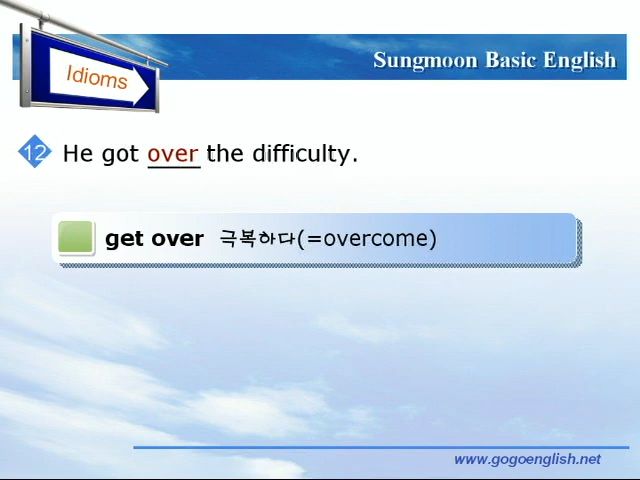 Sungmoon Basic English
Idioms
12 He got over the difficulty.
get over 극복하다(=overcome)
www.gogoenglish.net